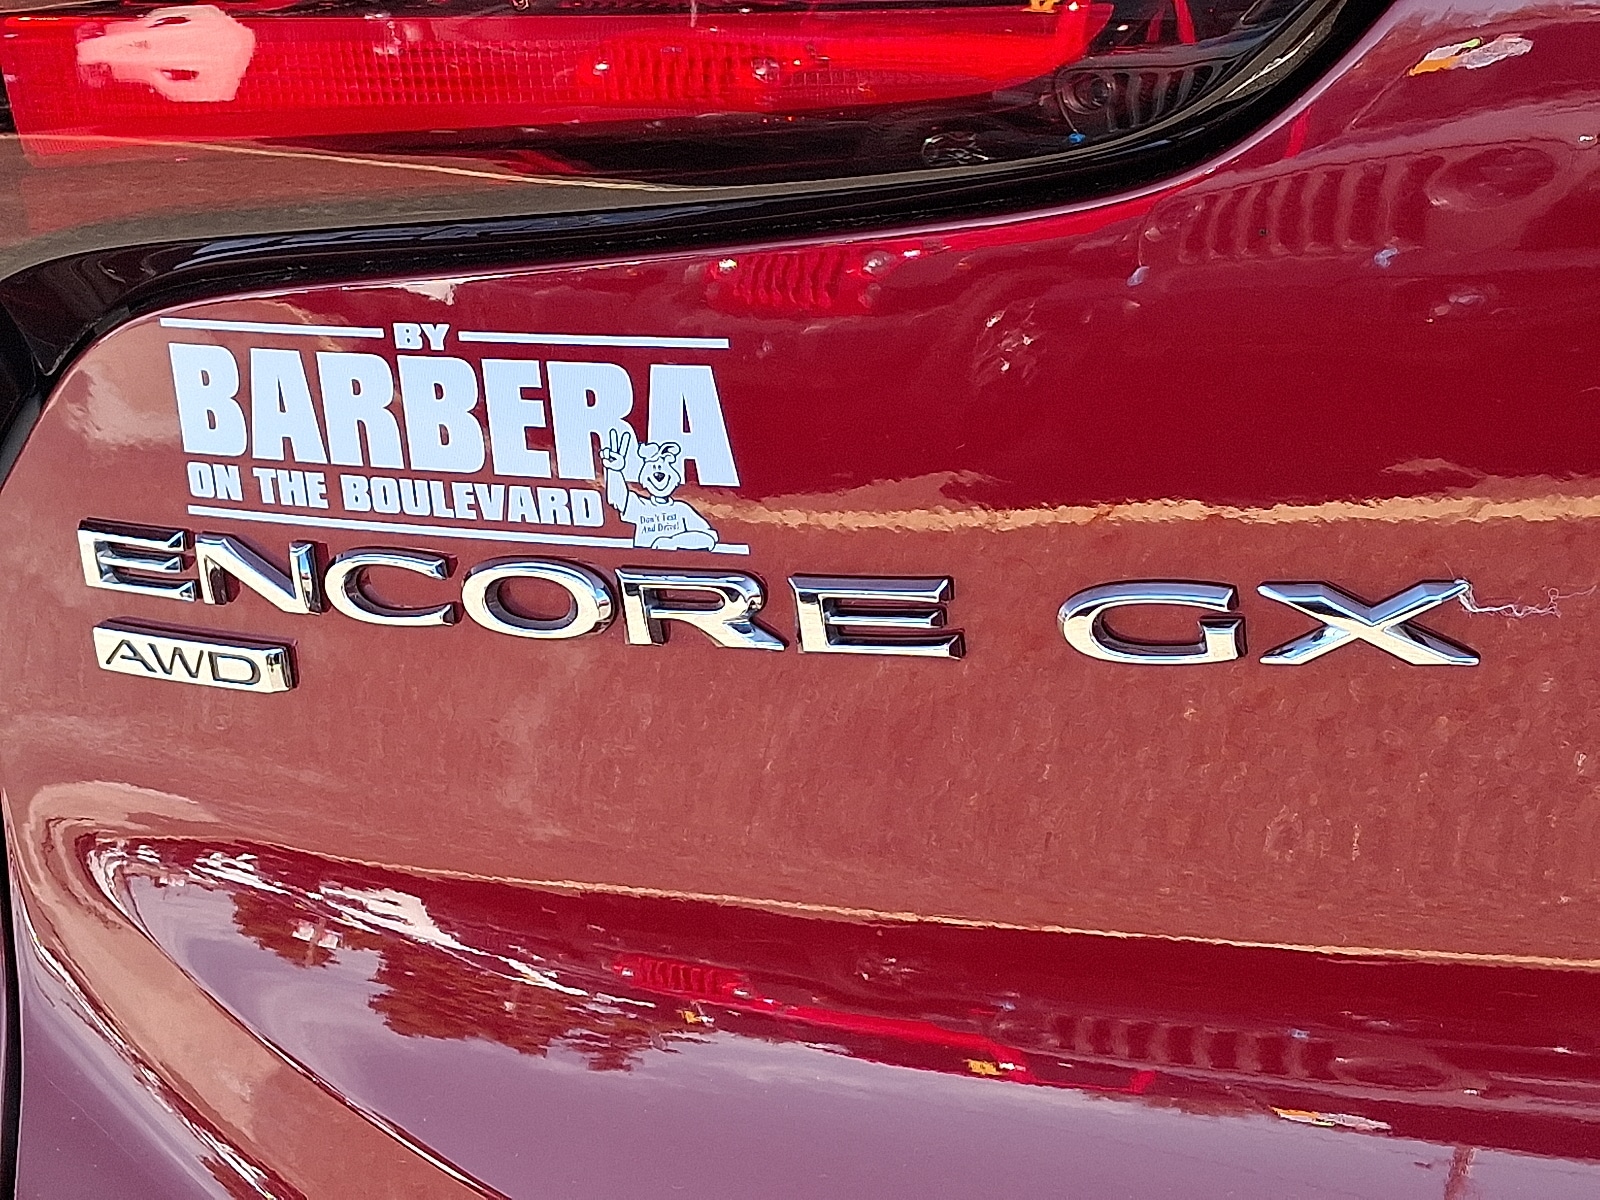 BY
BARBERA
ON THE BOULEVARD
Don't Text
And Drive!
ENCORE GX
AWD